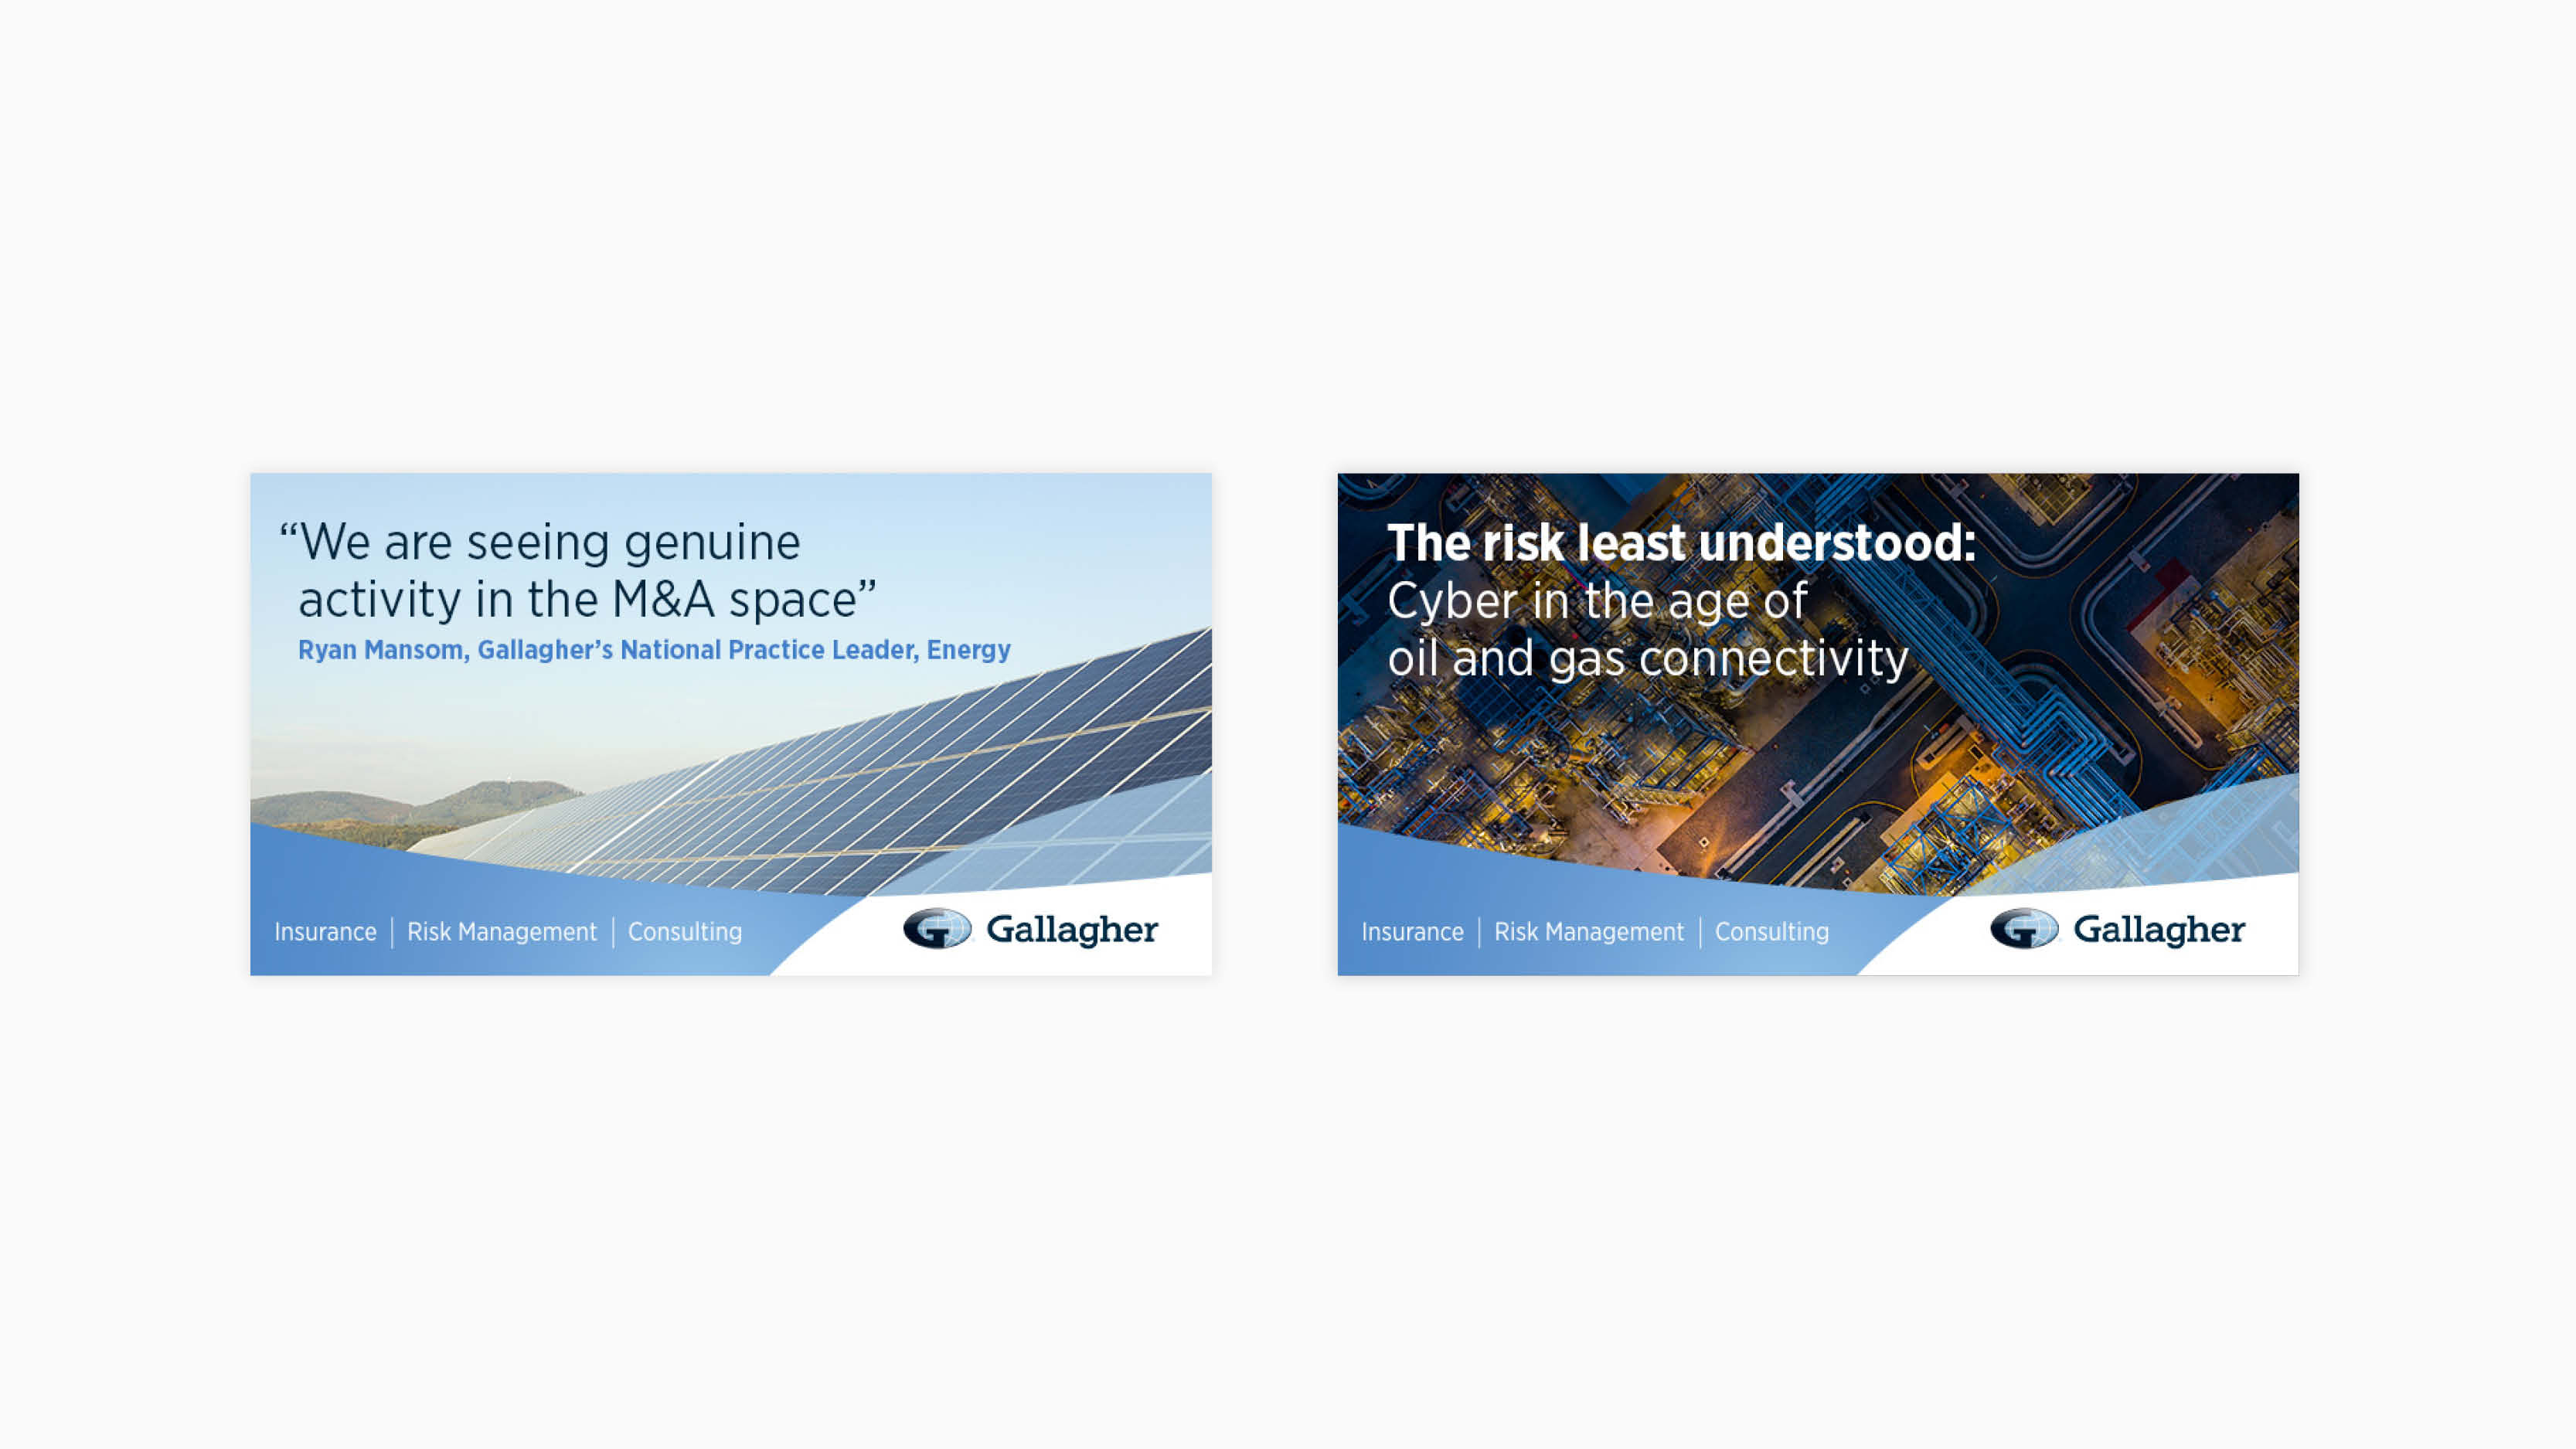 “We are seeing genuine
activity in the M&A space”
Ryan Mansom, Gallagher’s National Practice Leader, Energy
Insurance | Risk Management | Consulting
Gallagher
The risk least understood:
Cyber in the age of
oil and gas connectivity
Insurance | Risk Management | Consulting
Gallagher